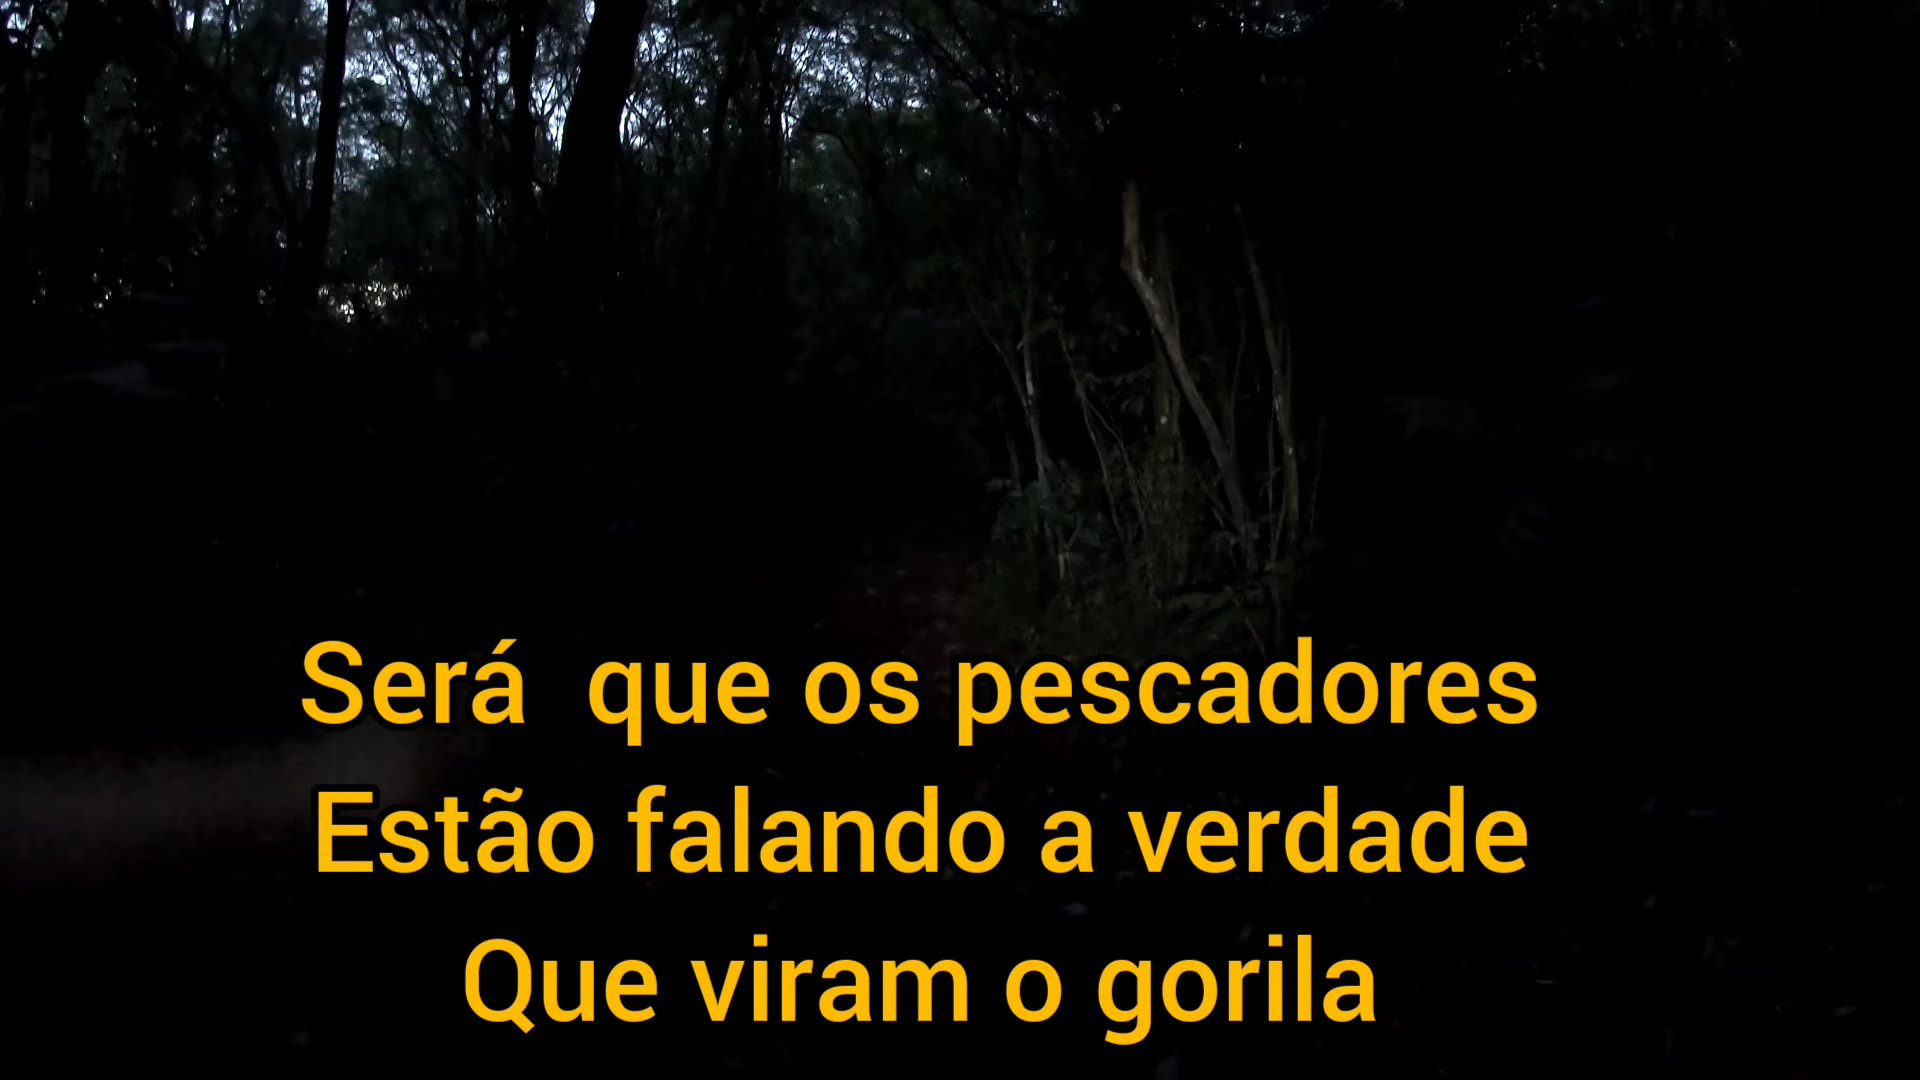 Será que os pescadores
Estão falando a verdade
Que viram o gorila